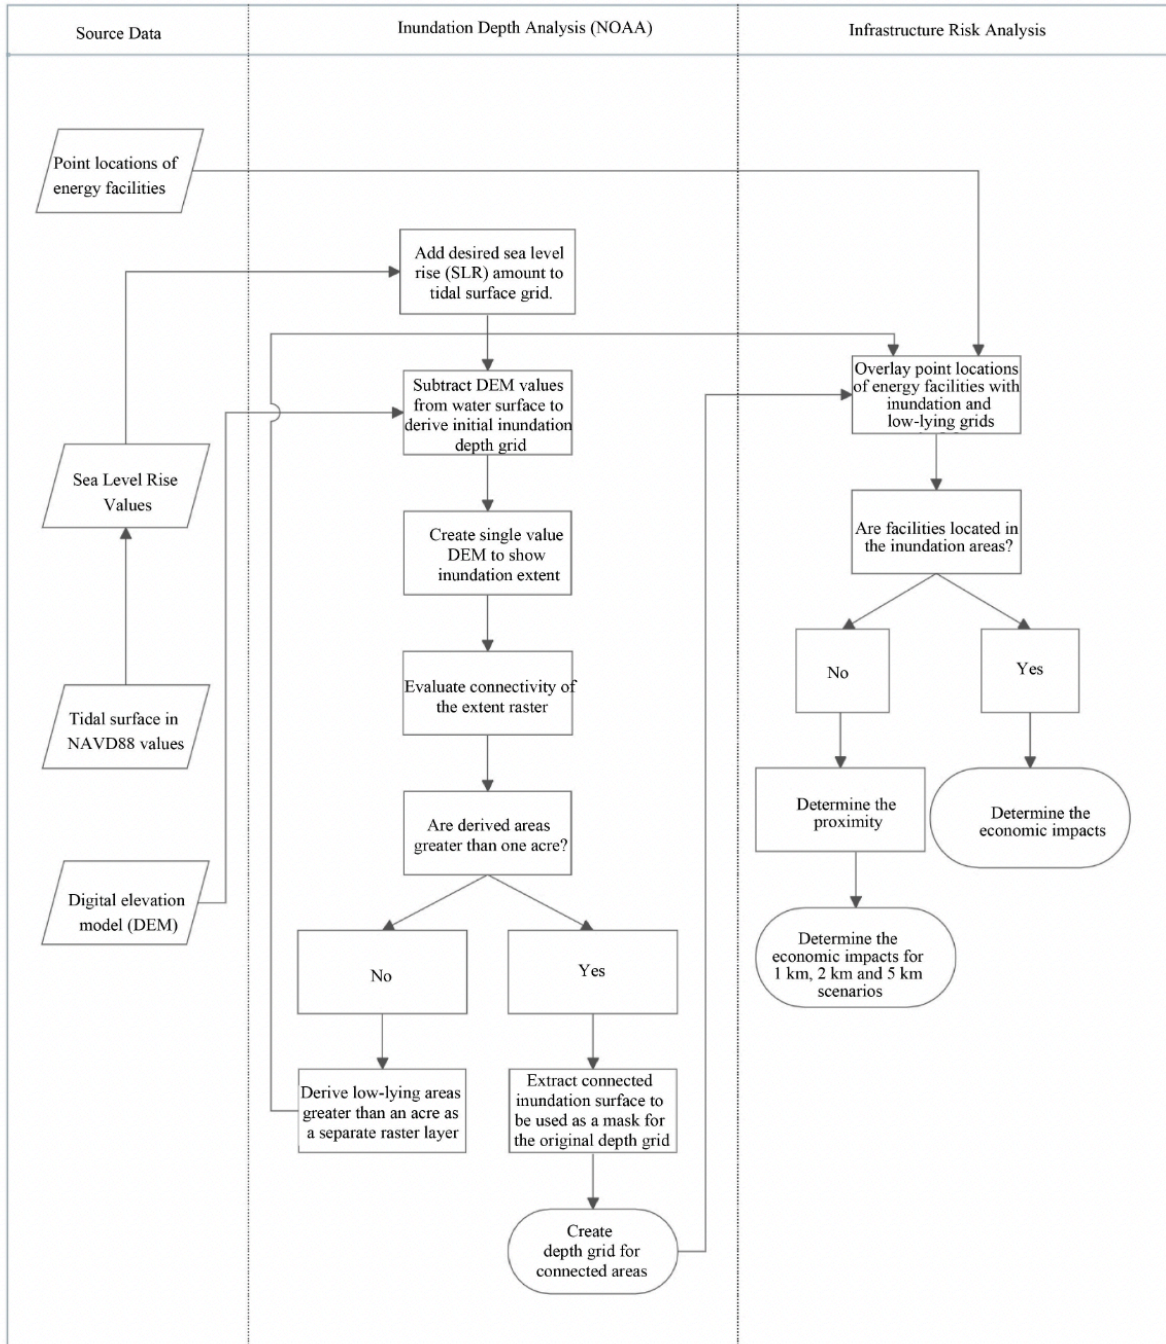 Source Data
Inundation Depth Analysis (NOAA)
Infrastructure Risk Analysis
Point locations of
energy facilities
Add desired sea level
rise (SLR) amount to
tidal surface grid.
Subtract DEM values
from water surface to
derive initial inundation
depth grid
Overlay point locations
of energy facilities with
inundation and
low-lying grids
Sea Level Rise
Values
Create single value
DEM to show
inundation extent
Are facilities located in
the inundation areas?
Evaluate connectivity of
the extent raster
No
Yes
Tidal surface in
NAVD88 values
Are derived areas
greater than one acre?
Determine the
proximity
Determine the
economic impacts
Digital elevation
model (DEM)
No
Yes
Determine the
economic impacts for
1 km, 2 km and 5 km
scenarios
Derive low-lying areas
greater than an acre as
a separate raster layer
Extract connected
inundation surface to
be used as a mask for
the original depth grid
Create
depth grid for
connected areas